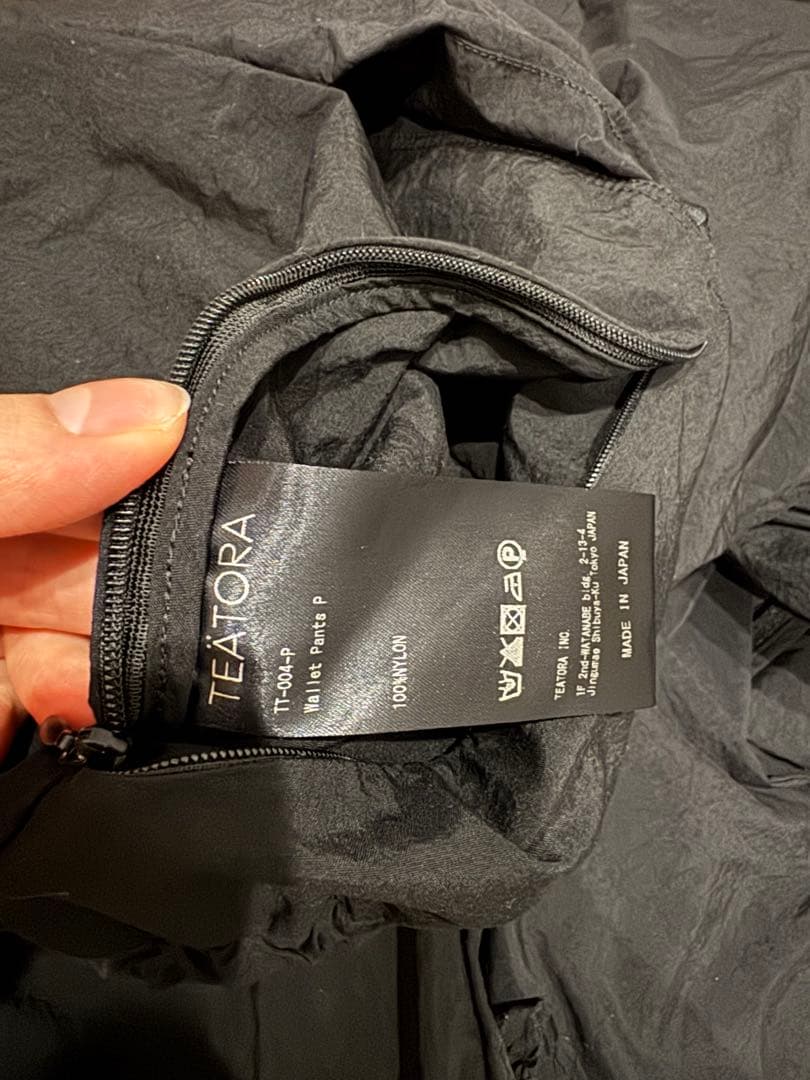 TEÄTORA
TT-004-P
Wallet Pants P
100%NYLON
P
TEATORA INC.
1F 2nd-WATANABE bldg. 2-13-4
Jingumae Shibuya-Ku Tokyo JAPAN
MADE IN JAPAN